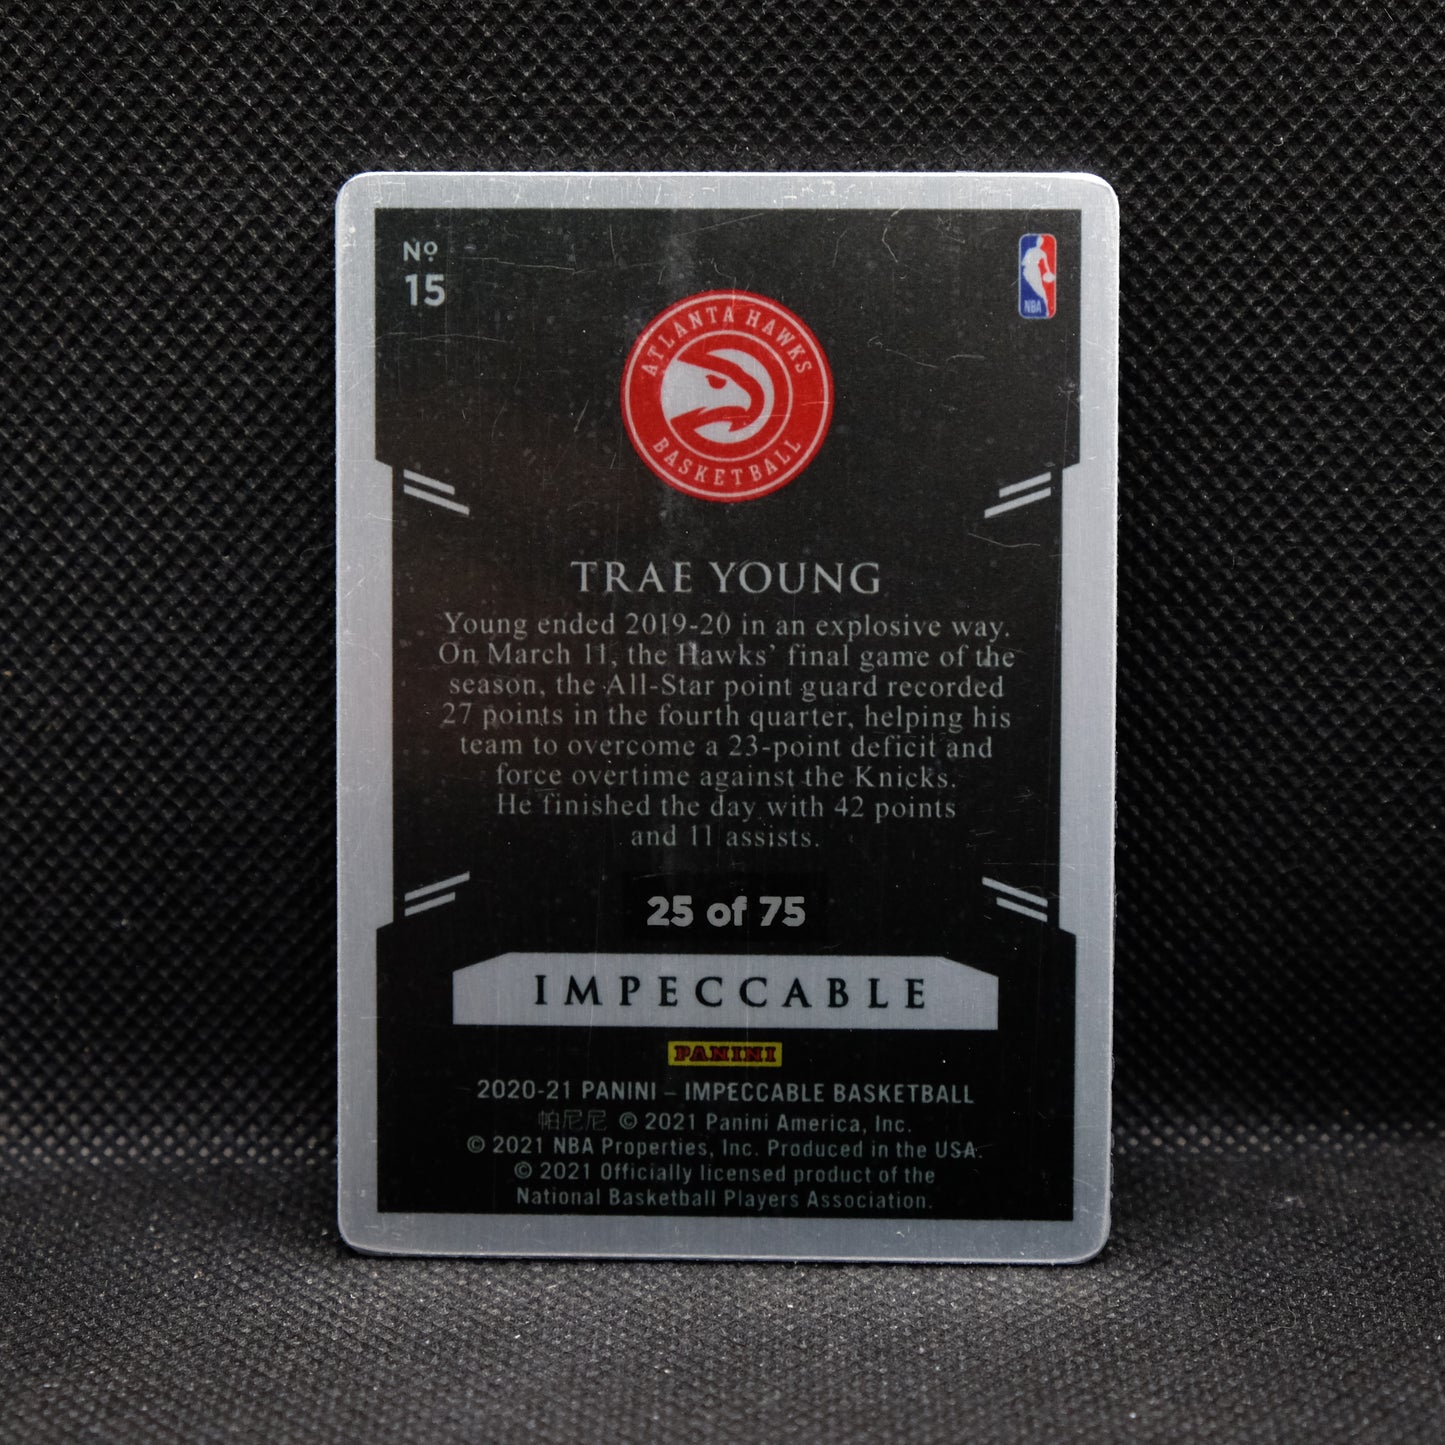 Nº
15
NBA
ATLANTA HAWKS
BASKETBALL
TRAE YOUNG
Young ended 2019-20 in an explosive way.
On March 11, the Hawks' final game of the
season, the All-Star point guard recorded
27 points in the fourth quarter, helping his
team to overcome a 23-point deficit and
force overtime against the Knicks.
He finished the day with 42 points
and 11 assists.
25 of 75
IMPECCABLE
PANINI
2020-21 PANINI – IMPECCABLE BASKETBALL
帕尼尼 © 2021 Panini America, Inc.
© 2021 NBA Properties, Inc. Produced in the USA.
© 2021 Officially licensed product of the
National Basketball Players Association.